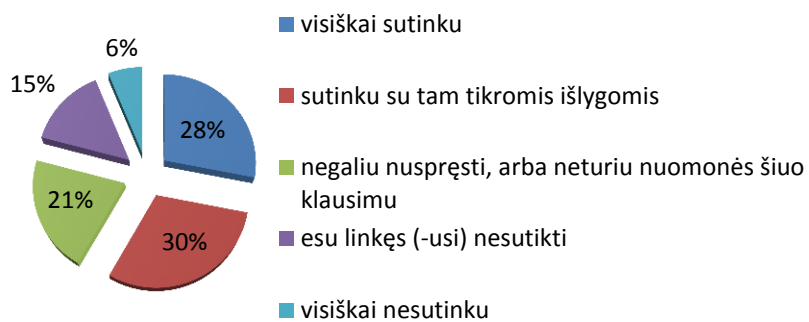 visiškai sutinku
6%
15%
28%
sutinku su tam tikromis išlygomis
negaliu nuspręsti, arba neturiu nuomonės šiuo
klausimu
21%
30%
esu linkęs (-usi) nesutikti
visiškai nesutinku